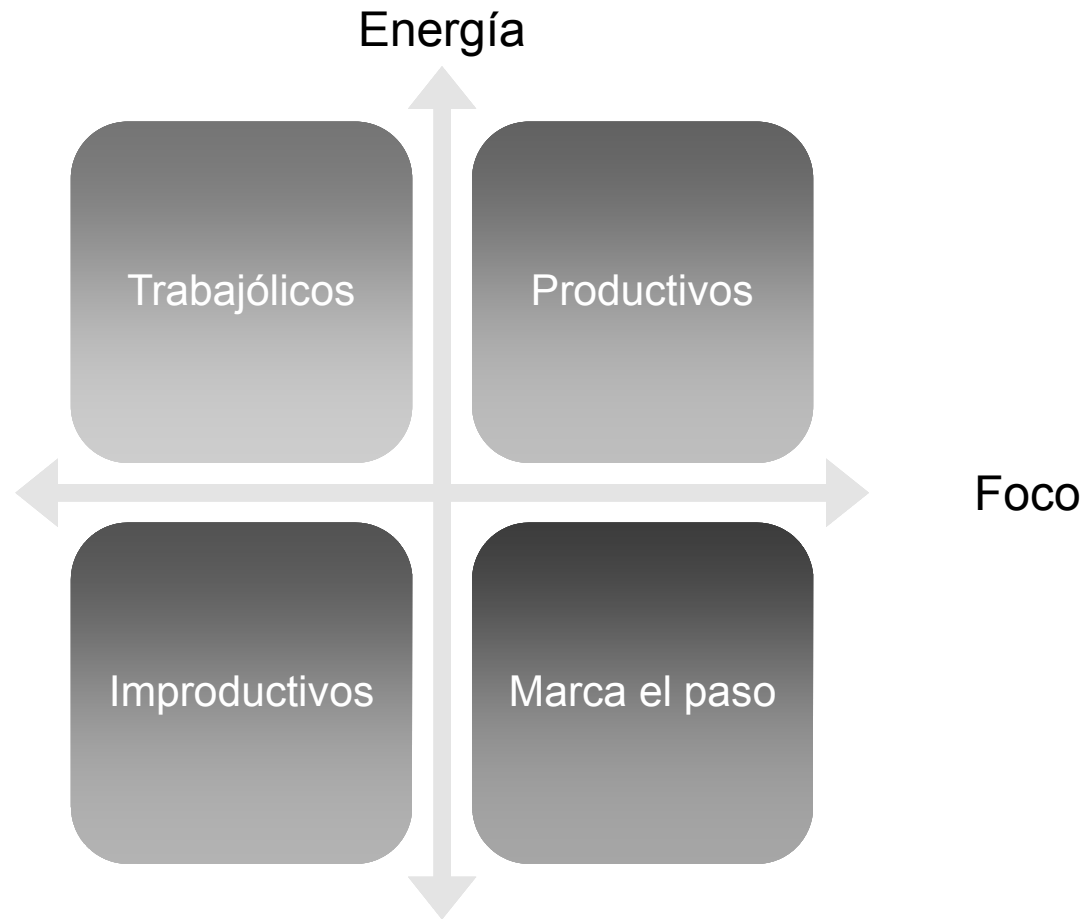 Energía
Trabajólicos
Productivos
Foco
Improductivos
Marca el paso